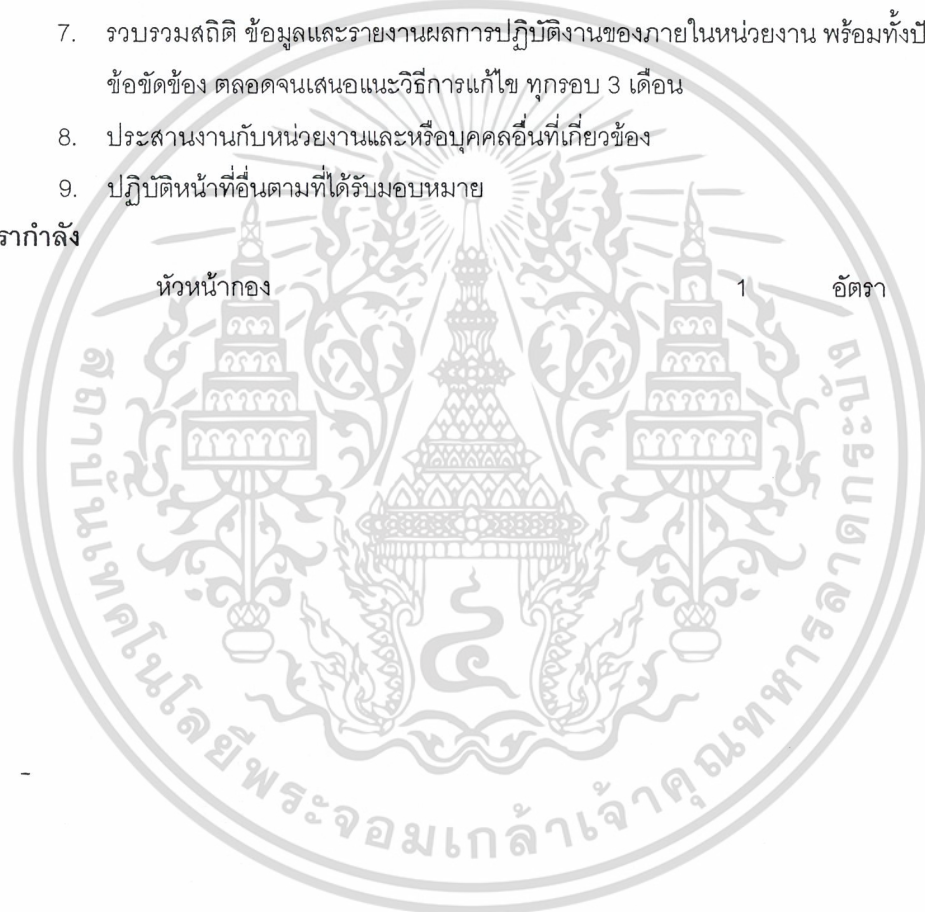 7. รวบรวมสถิติ ข้อมูลและรายงานผลการปฏิบัติงานของภายในหน่วยงาน พร้อมทั้งปั
ข้อขัดข้อง ตลอดจนเสนอแนะวิธีการแก้ไข ทุกรอบ 3 เดือน
8. ประสานงานกับหน่วยงานและหรือบุคคลอื่นที่เกี่ยวข้อง
9. ปฏิบัติหน้าที่อื่นตามที่ได้รับมอบหมาย
รากำลัง
หัวหน้ากอง 1 อัตรา
สถาบันเทคโนโลยีพระจอมเกล้าเจ้าคุณทหารลาดกระบัง